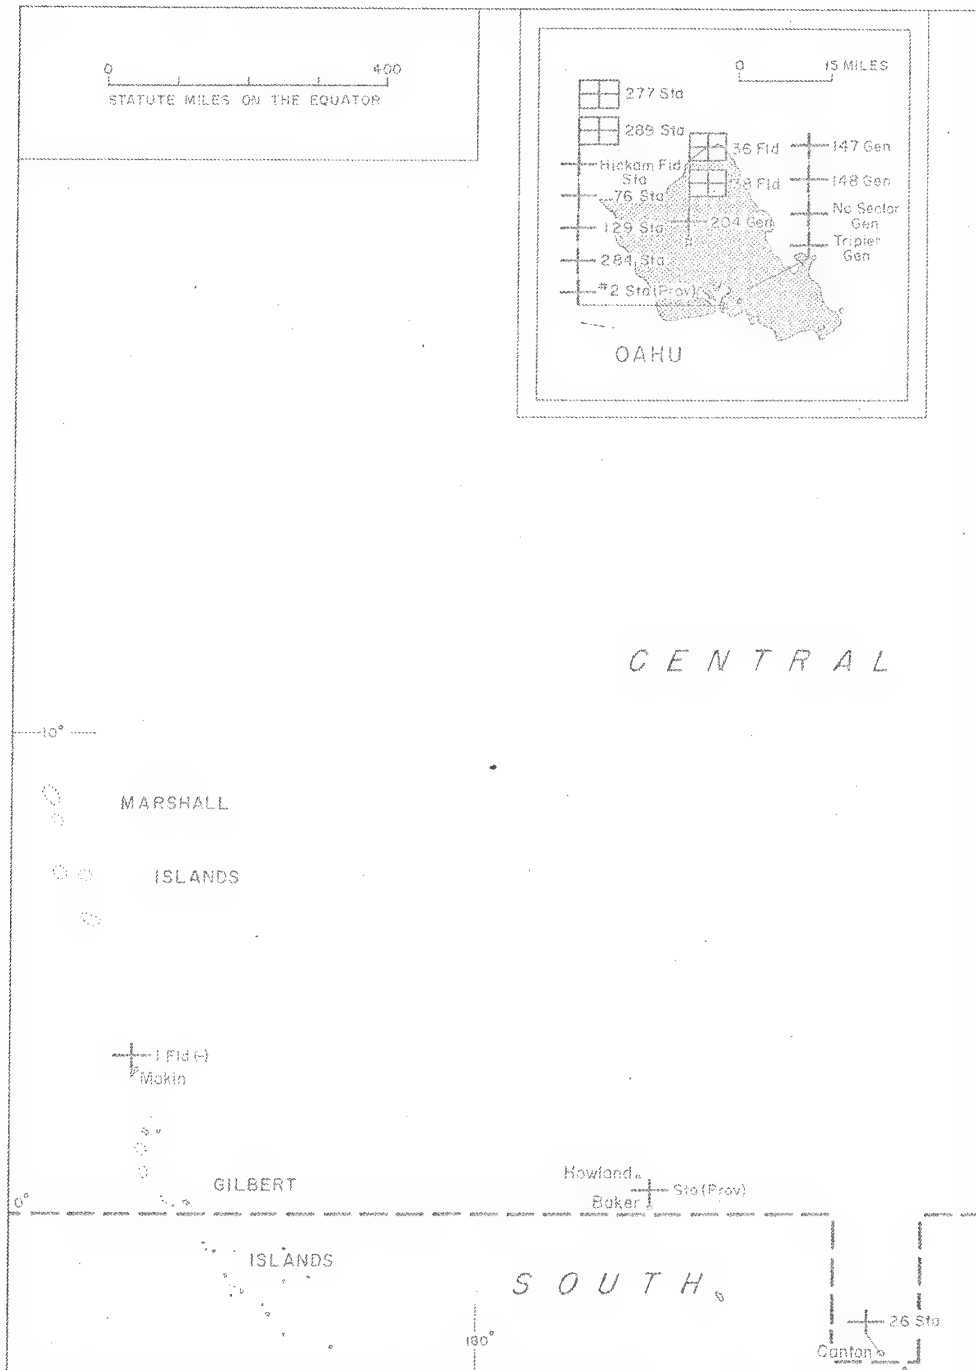 0 400
STATUTE MILES ON THE EQUATOR
0 15 MILES
277 Sta
289 Sta
Hickam Fld
Sta
76 Sta
129 Sta
284 Sta
#2 Sta (Prov)
36 Fld
38 Fld
204 Gen
147 Gen
148 Gen
No Sector
Gen
Tripler
Gen
OAHU
CENTRAL
10°
MARSHALL
ISLANDS
1 Fld (-)
Makin
GILBERT
ISLANDS
0°
Howland
Baker
Sta (Prov)
SOUTH
180°
26 Sta
Canton